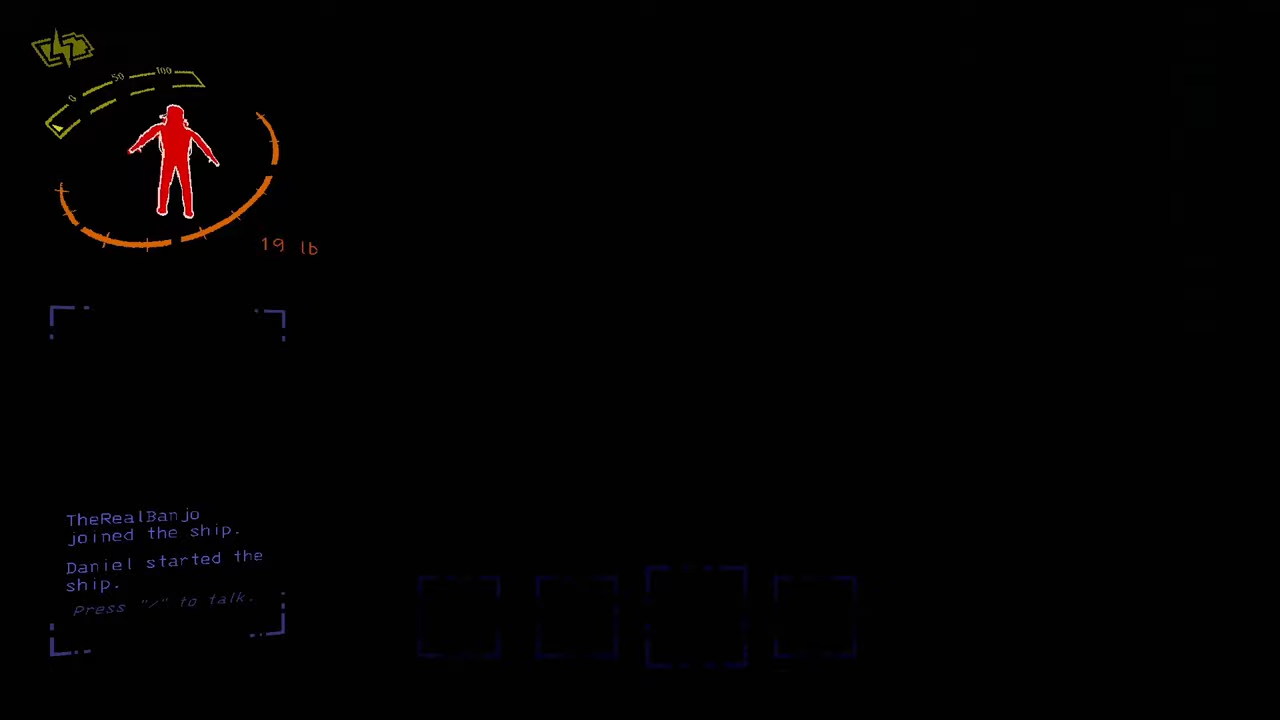 0 50 100
19 lb
TheRealBanjo
joined the ship.
Daniel started the
ship.
Press "/" to talk.